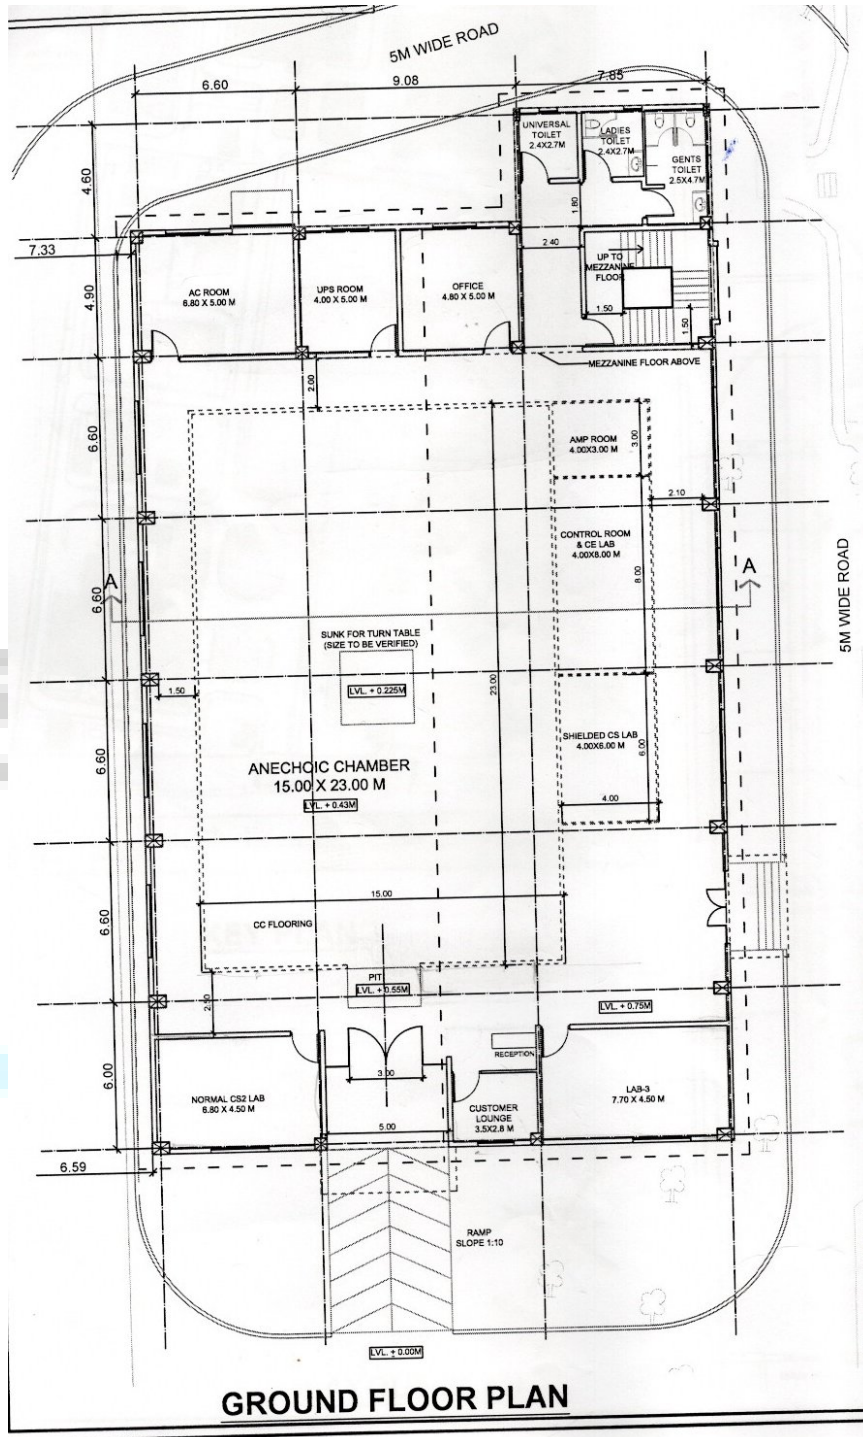 5M WIDE ROAD
6.60
9.08
7.85
UNIVERSAL
TOILET
2.4X2.7M
LADIES
TOILET
2.4X2.7M
GENTS
TOILET
2.5X4.7M
4.60
1.80
7.33
2.40
UP TO
MEZZANINE
FLOOR
AC ROOM
6.80 X 5.00 M
UPS ROOM
4.00 X 5.00 M
OFFICE
4.80 X 5.00 M
4.90
1.50
1.50
MEZZANINE FLOOR ABOVE
2.00
6.60
AMP ROOM
4.00X3.00 M
3.00
2.10
CONTROL ROOM
& CE LAB
4.00X8.00 M
8.00
5M WIDE ROAD
A
A
6.60
SUNK FOR TURN TABLE
(SIZE TO BE VERIFIED)
LVL. + 0.225M
23.00
1.50
SHIELDED CS LAB
4.00X6.00 M
6.00
6.60
ANECHOIC CHAMBER
15.00 X 23.00 M
LVL. + 0.43M
4.00
15.00
6.60
CC FLOORING
PIT
LVL. + 0.55M
LVL. + 0.75M
RECEPTION
3.00
6.00
NORMAL CS2 LAB
6.80 X 4.50 M
LAB-3
7.70 X 4.50 M
CUSTOMER
LOUNGE
3.5X2.8 M
5.00
6.59
RAMP
SLOPE 1:10
LVL. + 0.00M
GROUND FLOOR PLAN